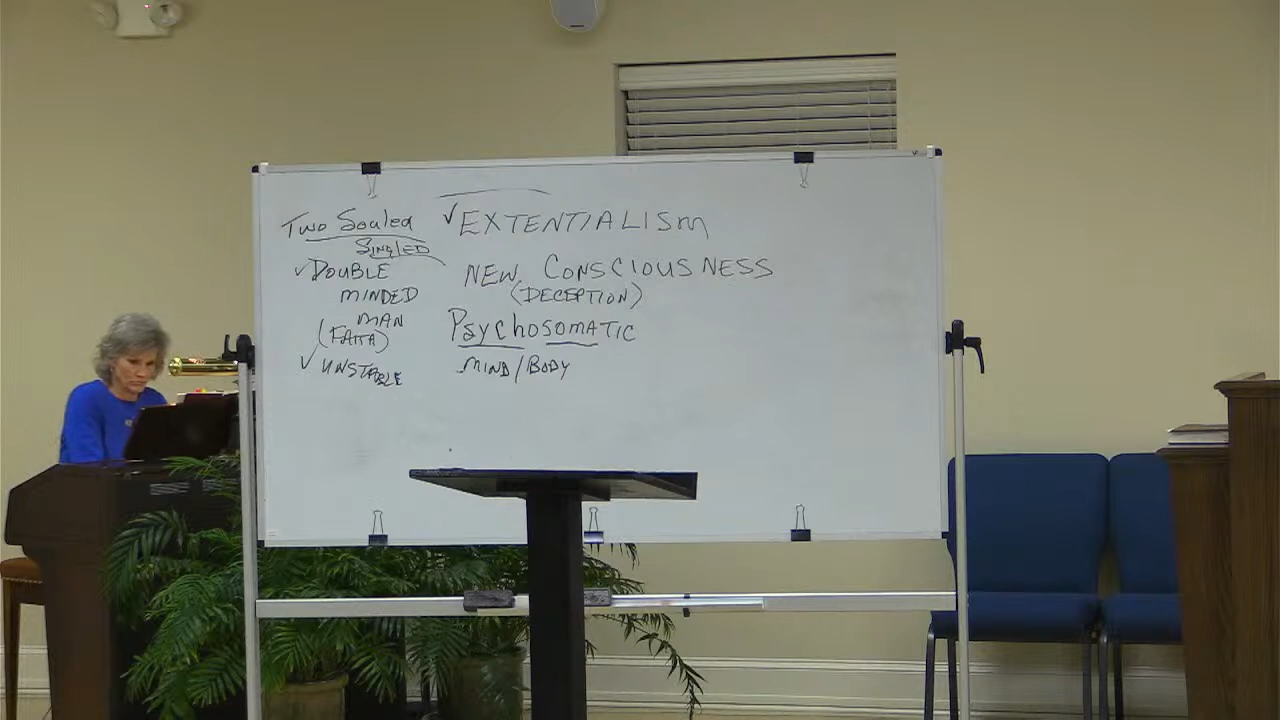 Two Souled
SINGLED
✓DOUBLE
MINDED
MAN
(FAITH)
✓UNSTABLE
✓EXTENTIALISM
NEW CONSCIOUSNESS
(DECEPTION)
PSychosomatic
MIND/BODY